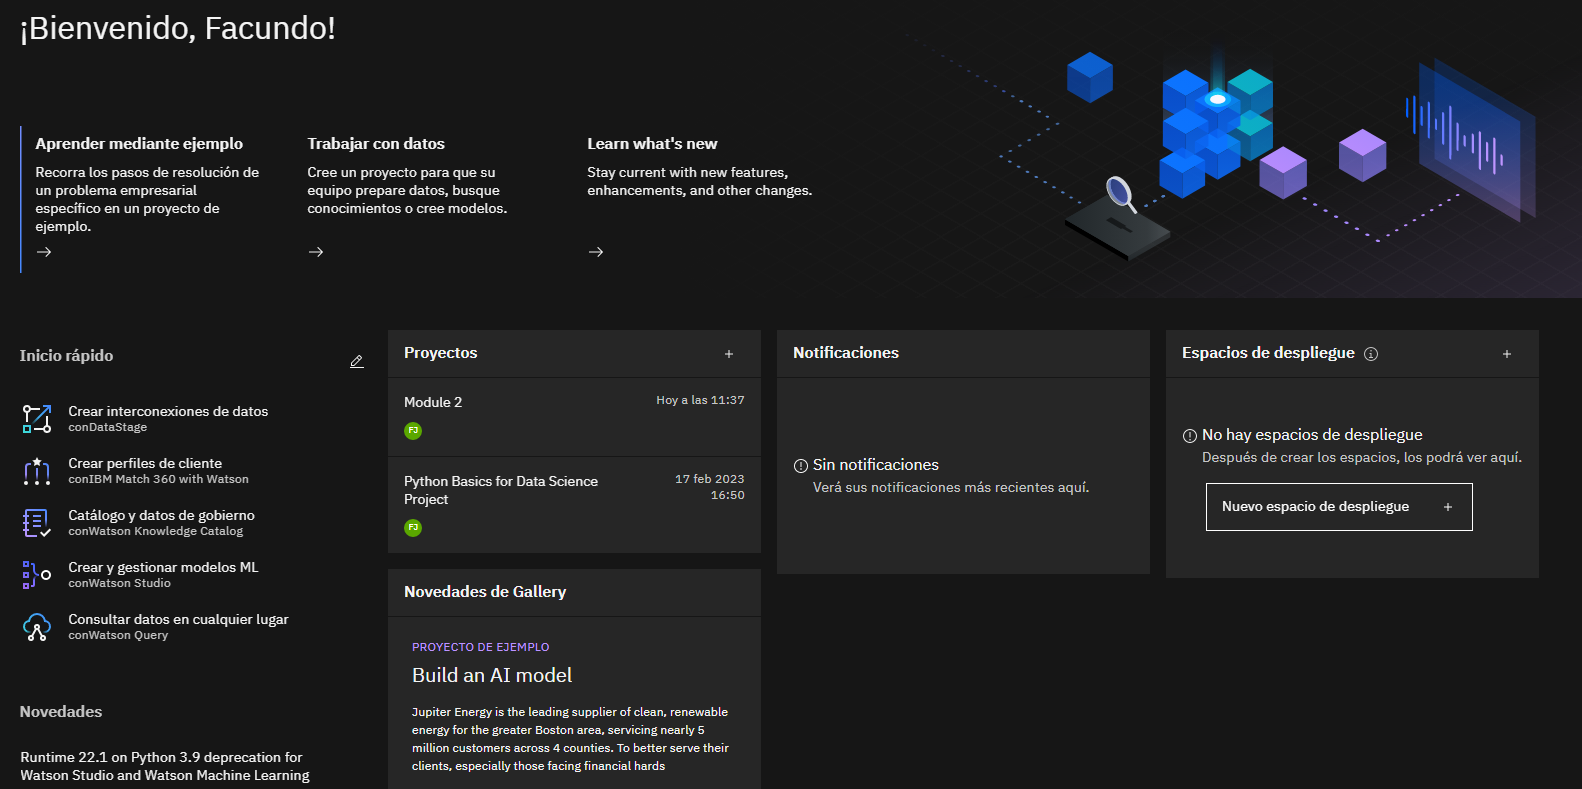 ¡Bienvenido, Facundo!
Aprender mediante ejemplo
Recorra los pasos de resolución de
un problema empresarial
específico en un proyecto de
ejemplo.
Trabajar con datos
Cree un proyecto para que su
equipo prepare datos, busque
conocimientos o cree modelos.
Learn what's new
Stay current with new features,
enhancements, and other changes.
Inicio rápido
Crear interconexiones de datos
conDataStage
Crear perfiles de cliente
conIBM Match 360 with Watson
Catálogo y datos de gobierno
conWatson Knowledge Catalog
Crear y gestionar modelos ML
conWatson Studio
Consultar datos en cualquier lugar
conWatson Query
Novedades
Runtime 22.1 on Python 3.9 deprecation for
Watson Studio and Watson Machine Learning
Proyectos
Module 2
Hoy a las 11:37
FJ
Python Basics for Data Science
Project
17 feb 2023
16:50
FJ
Novedades de Gallery
PROYECTO DE EJEMPLO
Build an AI model
Jupiter Energy is the leading supplier of clean, renewable
energy for the greater Boston area, servicing nearly 5
million customers across 4 counties. To better serve their
clients, especially those facing financial hards
Notificaciones
Sin notificaciones
Verá sus notificaciones más recientes aquí.
Espacios de despliegue
No hay espacios de despliegue
Después de crear los espacios, los podrá ver aquí.
Nuevo espacio de despliegue